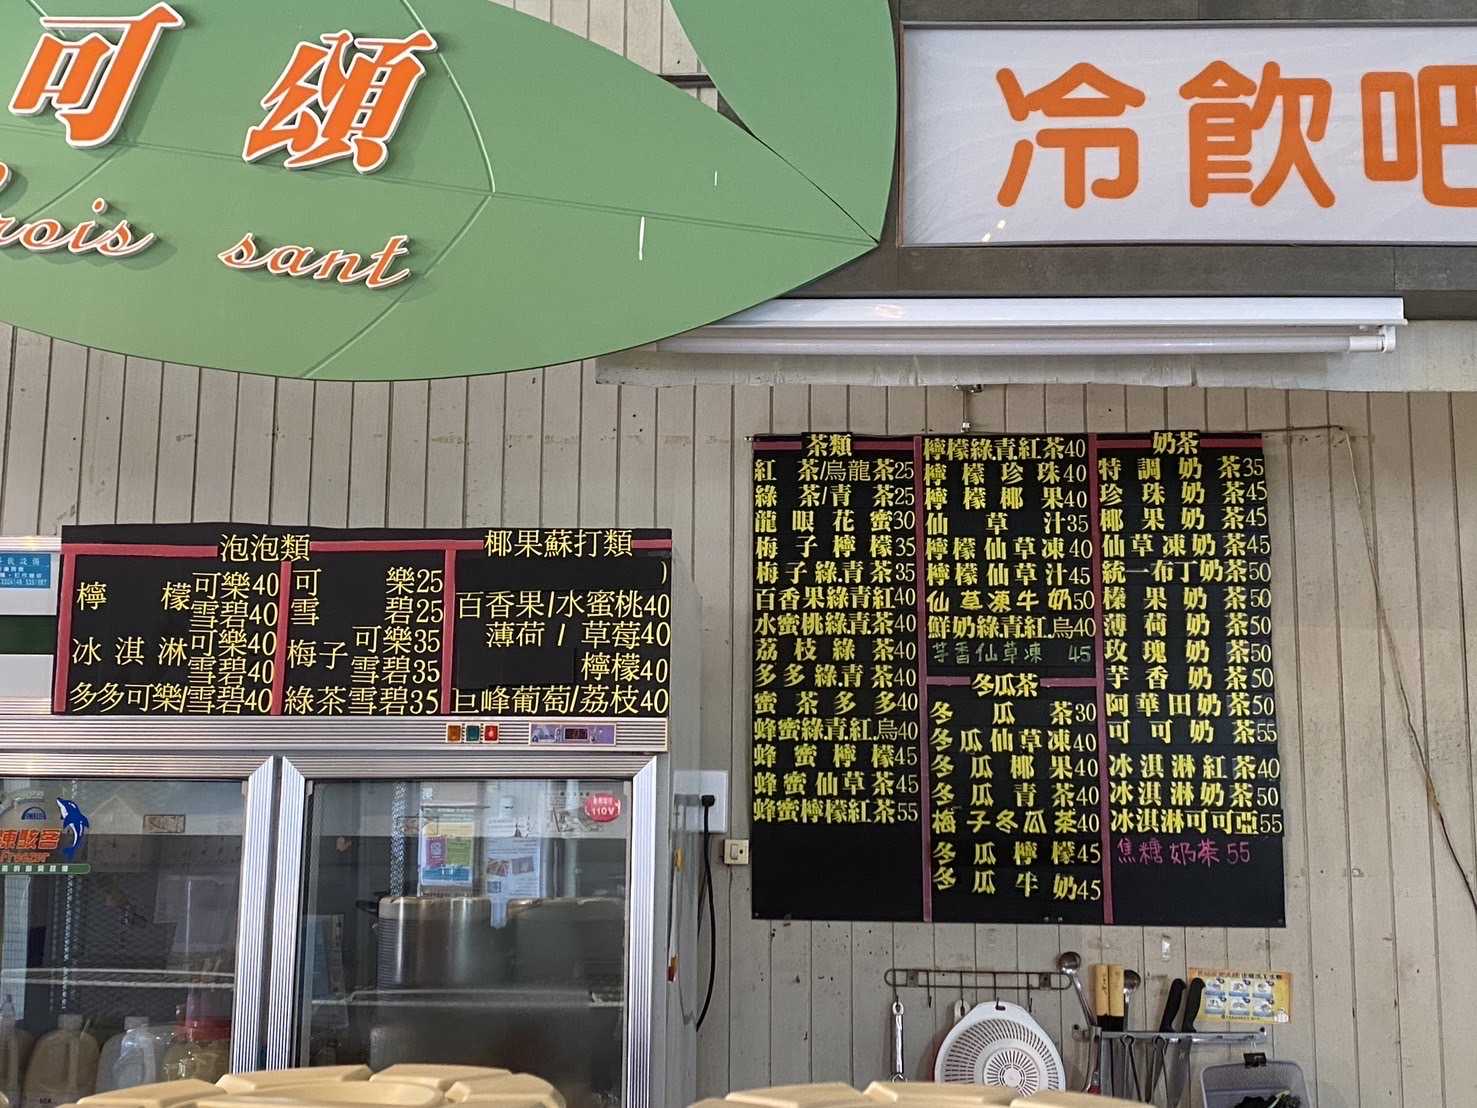 可頌
rois sant
冷飲吧
泡泡類
檸檬可樂40
雪碧40
冰淇淋可樂40
雪碧40
多多可樂/雪碧40
可樂25
雪碧25
梅子可樂35
雪碧35
綠茶雪碧35
椰果蘇打類
)
百香果/水蜜桃40
薄荷/草莓40
檸檬40
巨峰葡萄/荔枝40
茶類
紅茶/烏龍茶25
綠茶/青茶25
龍眼花蜜30
梅子檸檬35
梅子綠.青茶35
百香果綠青紅40
水蜜桃綠.青茶40
荔枝綠茶40
多多綠青茶40
蜜茶多多40
蜂蜜綠青紅.烏40
蜂蜜檸檬45
蜂蜜仙草茶45
蜂蜜檸檬紅茶55
檸檬綠青紅茶40
檸檬珍珠40
檸檬椰果40
仙草汁35
檸檬仙草凍40
檸檬仙草汁45
仙草凍牛奶50
鮮奶綠青紅.烏40
芋香仙草凍 45
冬瓜茶
冬瓜茶30
冬瓜仙草凍40
冬瓜椰果40
冬瓜青茶40
梅子冬瓜茶40
冬瓜檸檬45
冬瓜牛奶45
奶茶
特調奶茶35
珍珠奶茶45
椰果奶茶45
仙草凍奶茶45
統一布丁奶茶50
榛果奶茶50
薄荷奶茶50
玫瑰奶茶50
芋香奶茶50
阿華田奶茶50
可可奶茶55
冰淇淋紅茶40
冰淇淋奶茶50
冰淇淋可可亞55
焦糖奶茶55
110V
凍駁客
Freezer